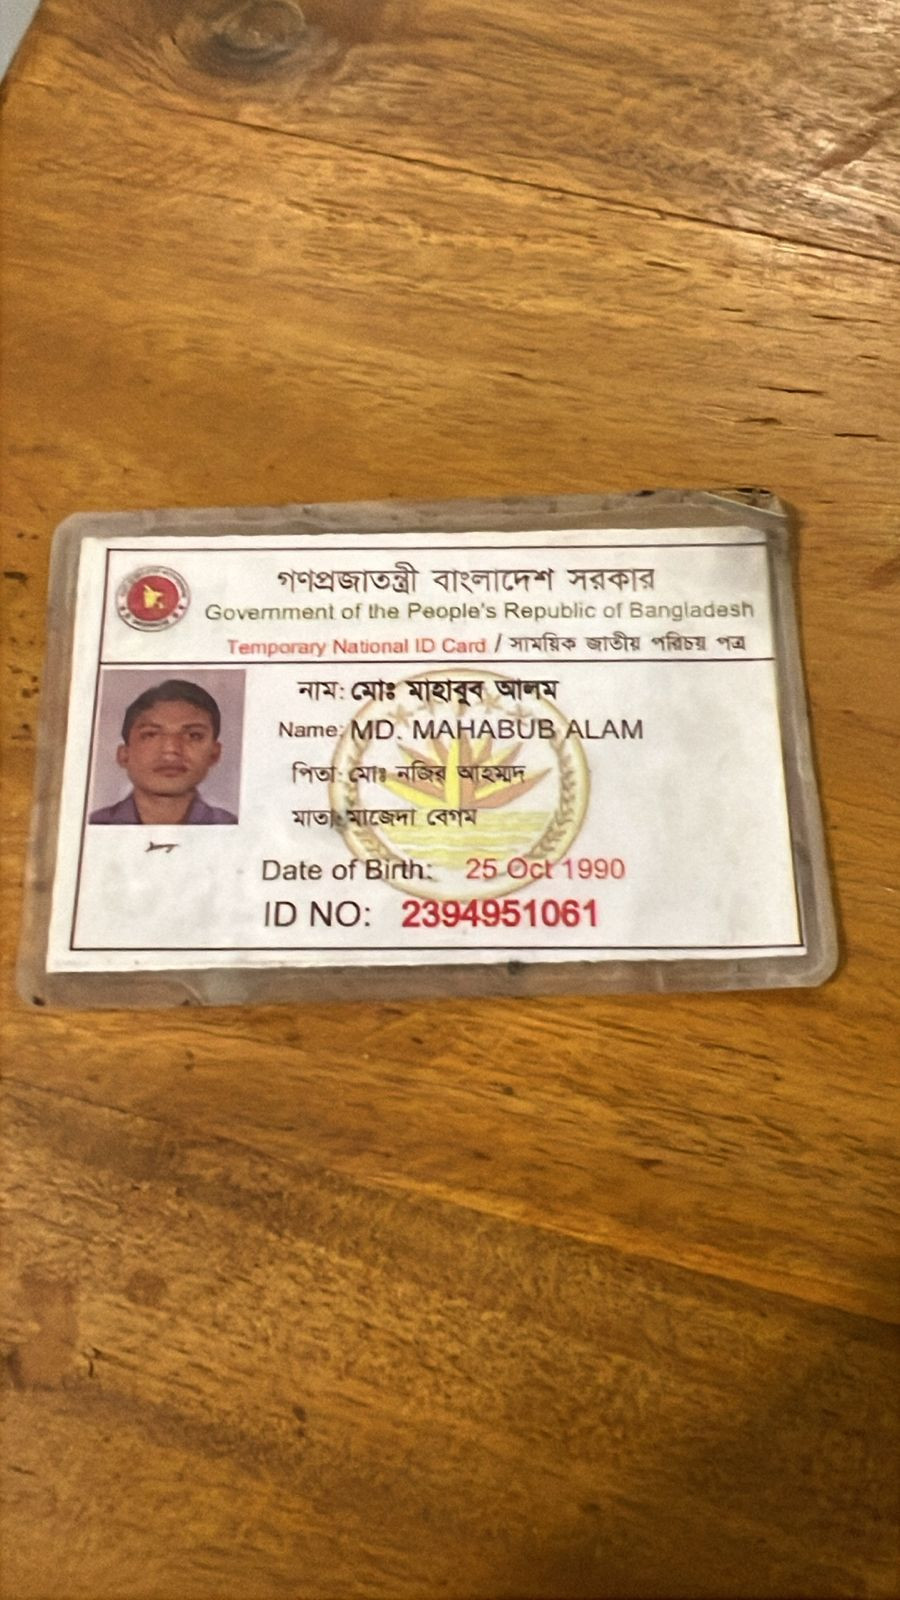 গণপ্রজাতন্ত্রী বাংলাদেশ সরকার
Government of the People's Republic of Bangladesh
Temporary National ID Card / সাময়িক জাতীয় পরিচয় পত্র
নাম: মোঃ মাহাবুব আলম
Name: MD. MAHABUB ALAM
পিতা: মোঃ নজির আহম্মদ
মাতা: মাজেদা বেগম
Date of Birth: 25 Oct 1990
ID NO: 2394951061